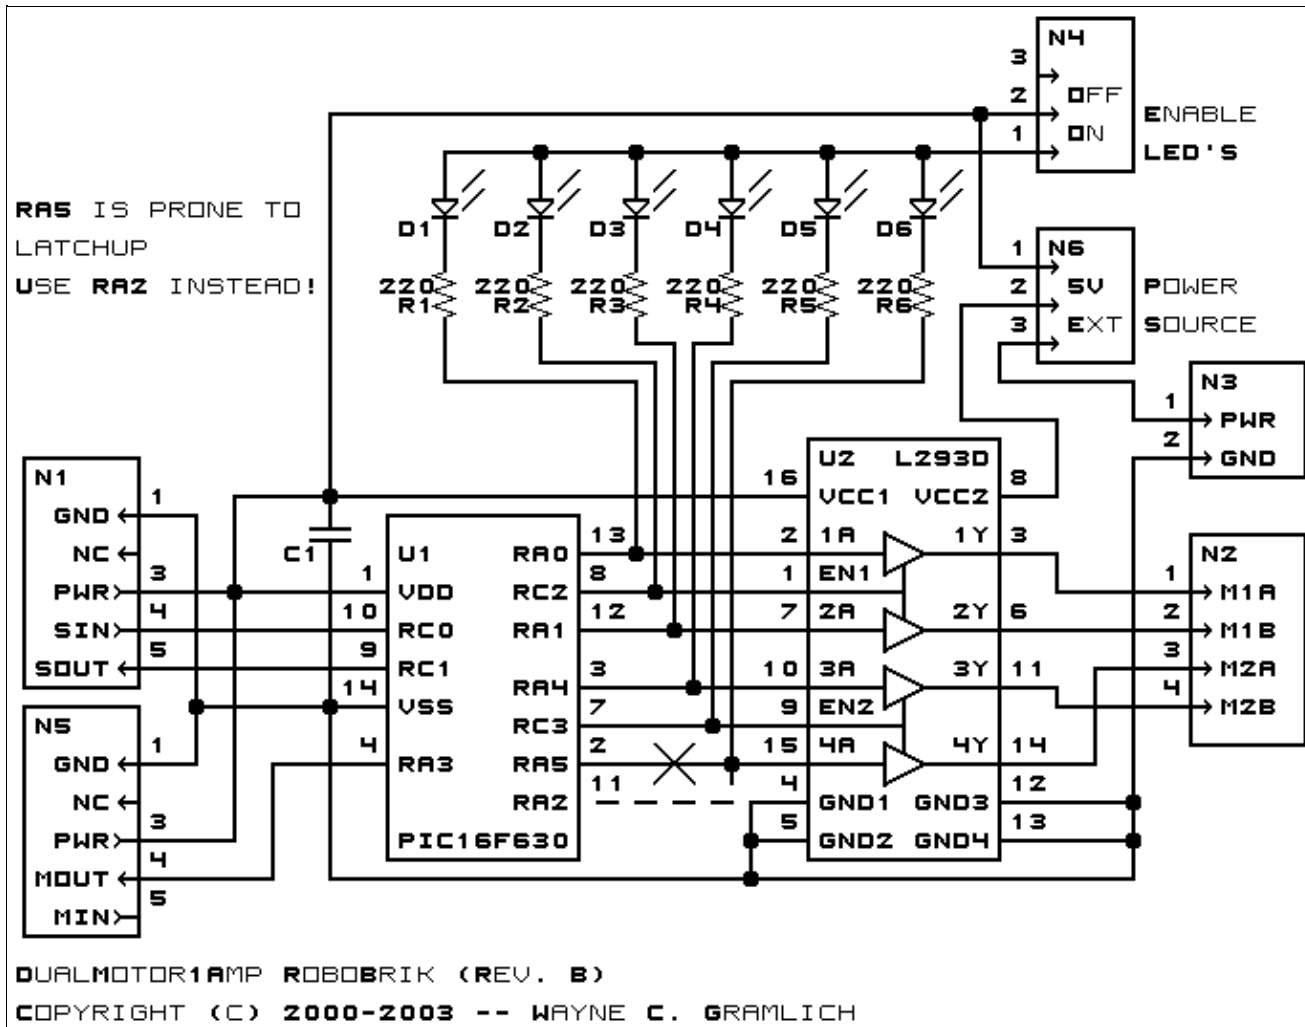 N4
3
2 OFF
1 ON
ENABLE
LED'S
RA5 IS PRONE TO
LATCHUP
USE RA2 INSTEAD!
D1 D2 D3 D4 D5 D6
220 220 220 220 220 220
R1 R2 R3 R4 R5 R6
N6
1
2 5V
3 EXT
POWER
SOURCE
N3
1 PWR
2 GND
N1
GND 1
NC
PWR 3
SIN 4
SOUT 5
C1
U1
1 VDD
10 RC0
9 RC1
14 VSS
4 RA3
RA0 13
RC2 8
RA1 12
RA4 3
RC3 7
RA5 2
RA2 11
PIC16F630
U2 L293D
16 VCC1 VCC2 8
2 1A 1Y 3
1 EN1
7 2A 2Y 6
10 3A 3Y 11
9 EN2
15 4A 4Y 14
4 GND1 GND3 12
5 GND2 GND4 13
N2
1 M1A
2 M1B
3 M2A
4 M2B
N5
GND 1
NC
PWR 3
MOUT 4
MIN 5
DUALMOTOR1AMP ROBOBRIK (REV. B)
COPYRIGHT (C) 2000-2003 -- WAYNE C. GRAMLICH